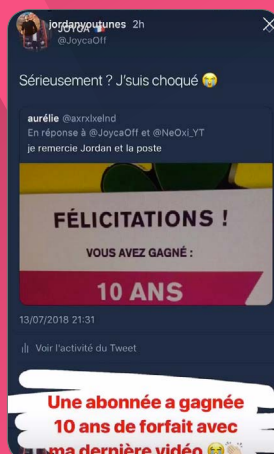 jordanyoutunes 2h
JOYCA
@JoycaOff
Sérieusement ? J'suis choqué 😭
aurélie @axrxlxelnd
En réponse à @JoycaOff et @NeOxi_YT
je remercie Jordan et la poste
FÉLICITATIONS !
VOUS AVEZ GAGNÉ :
10 ANS
13/07/2018 21:31
Voir l'activité du Tweet
Une abonnée a gagnée
10 ans de forfait avec
ma dernière vidéo